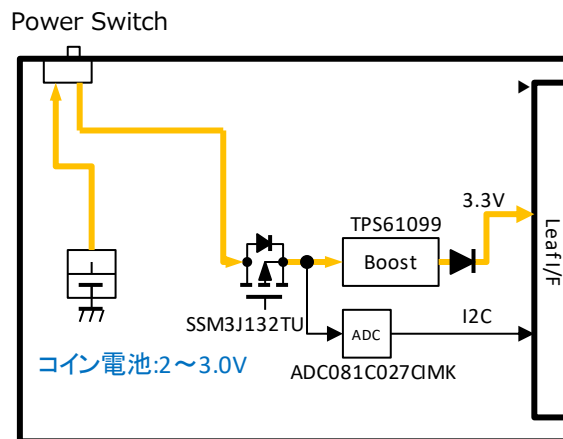 Power Switch
3.3V
TPS61099
Boost
Leaf I/F
SSM3J132TU
I2C
ADC
コイン電池:2～3.0V
ADC081C027CIMK